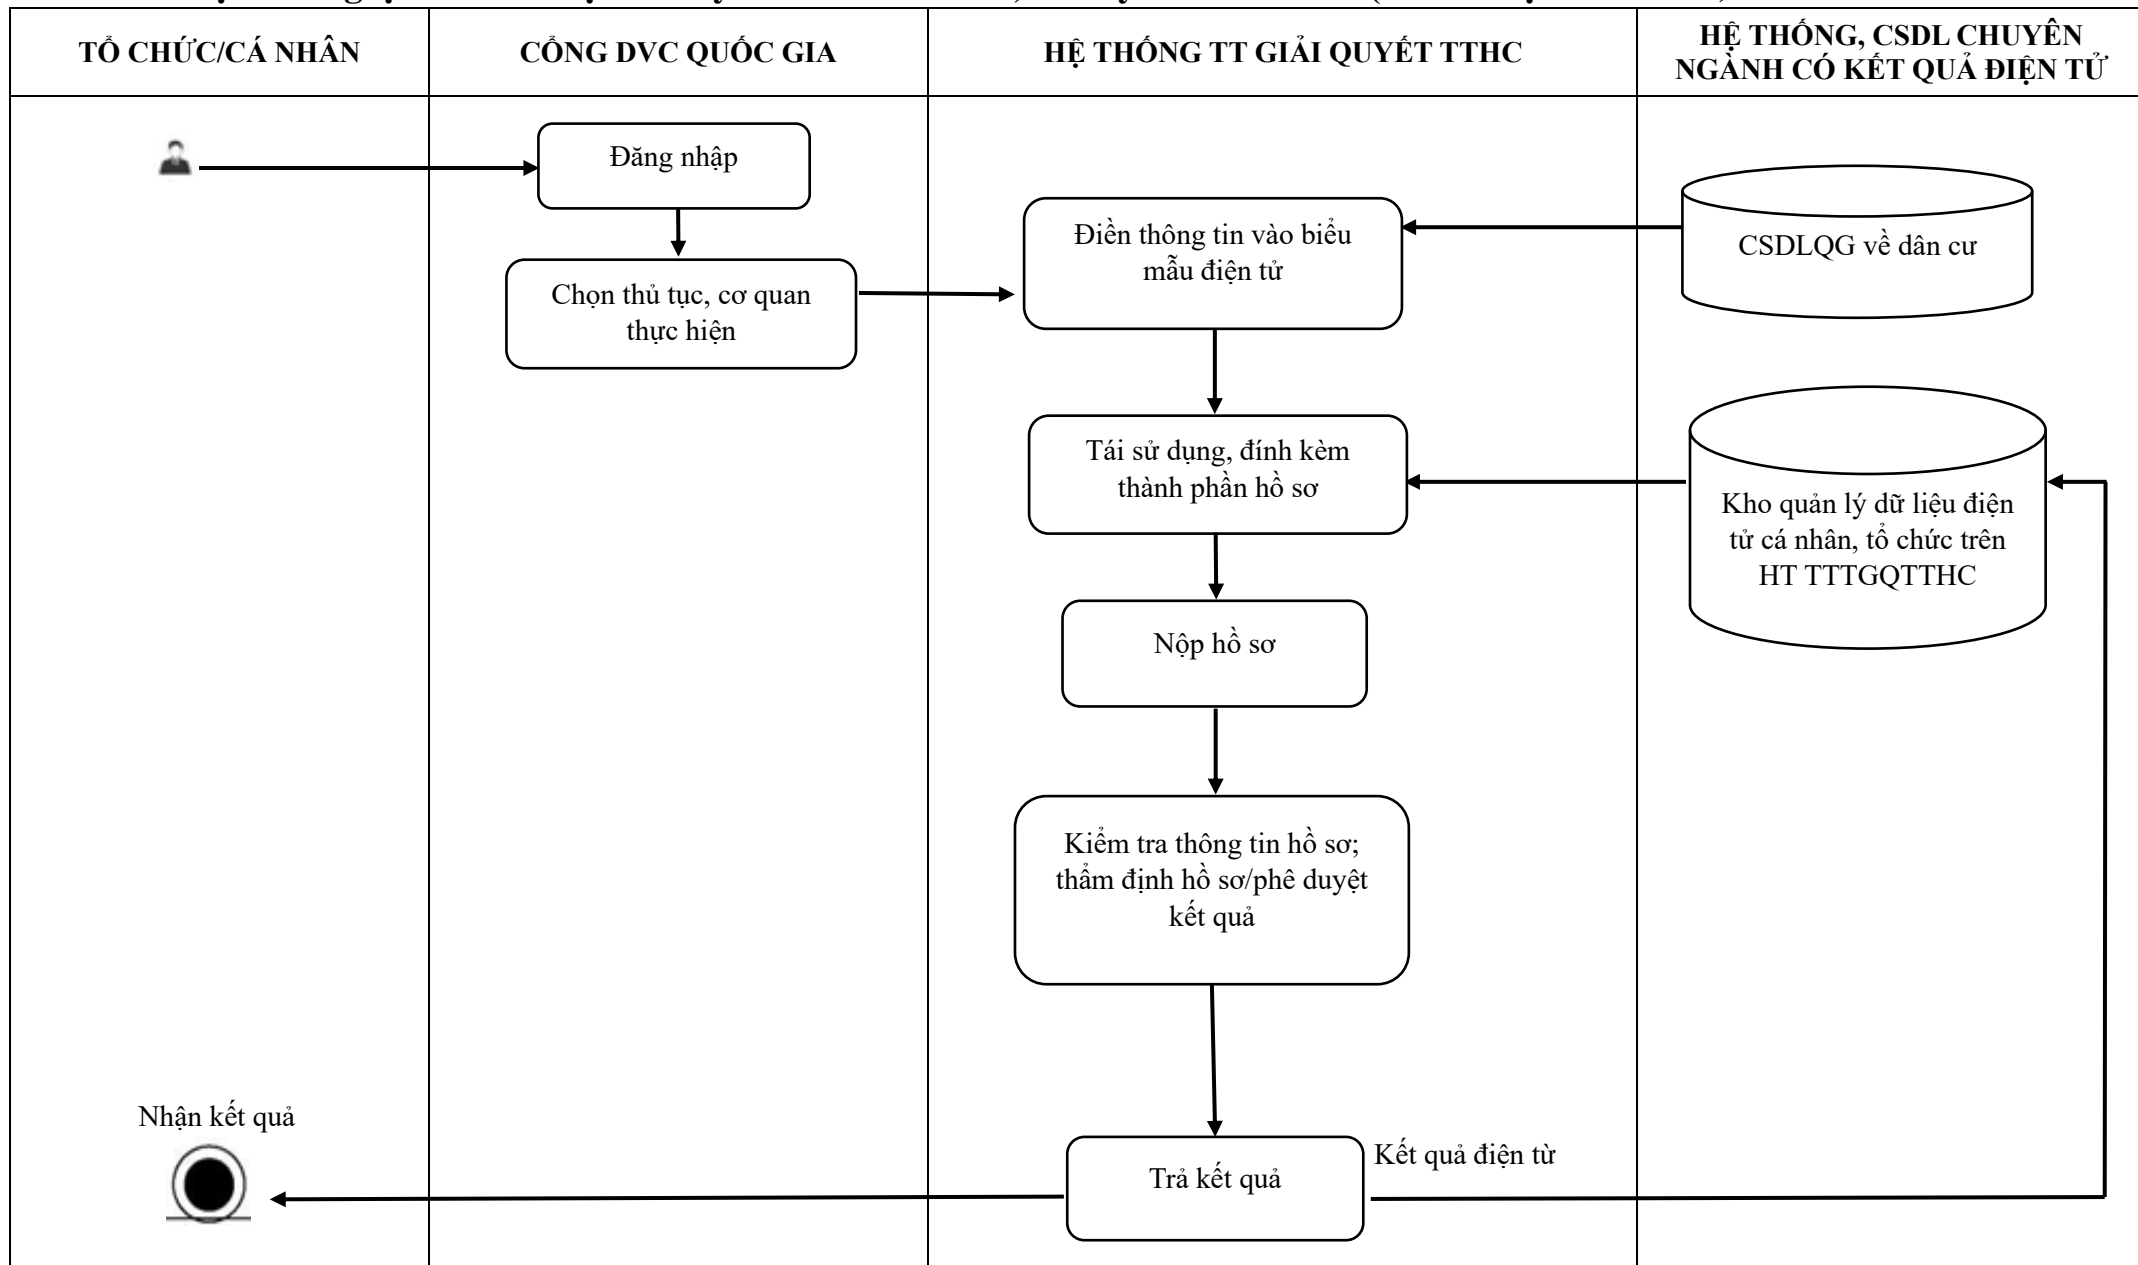 TỔ CHỨC/CÁ NHÂN
CỔNG DVC QUỐC GIA
HỆ THỐNG TT GIẢI QUYẾT TTHC
HỆ THỐNG, CSDL CHUYÊN
NGÀNH CÓ KẾT QUẢ ĐIỆN TỬ
Đăng nhập
Chọn thủ tục, cơ quan
thực hiện
Điền thông tin vào biểu
mẫu điện tử
CSDLQG về dân cư
Tái sử dụng, đính kèm
thành phần hồ sơ
Kho quản lý dữ liệu điện
tử cá nhân, tổ chức trên
HT TTTGQTTHC
Nộp hồ sơ
Kiểm tra thông tin hồ sơ;
thẩm định hồ sơ/phê duyệt
kết quả
Nhận kết quả
Trả kết quả
Kết quả điện từ